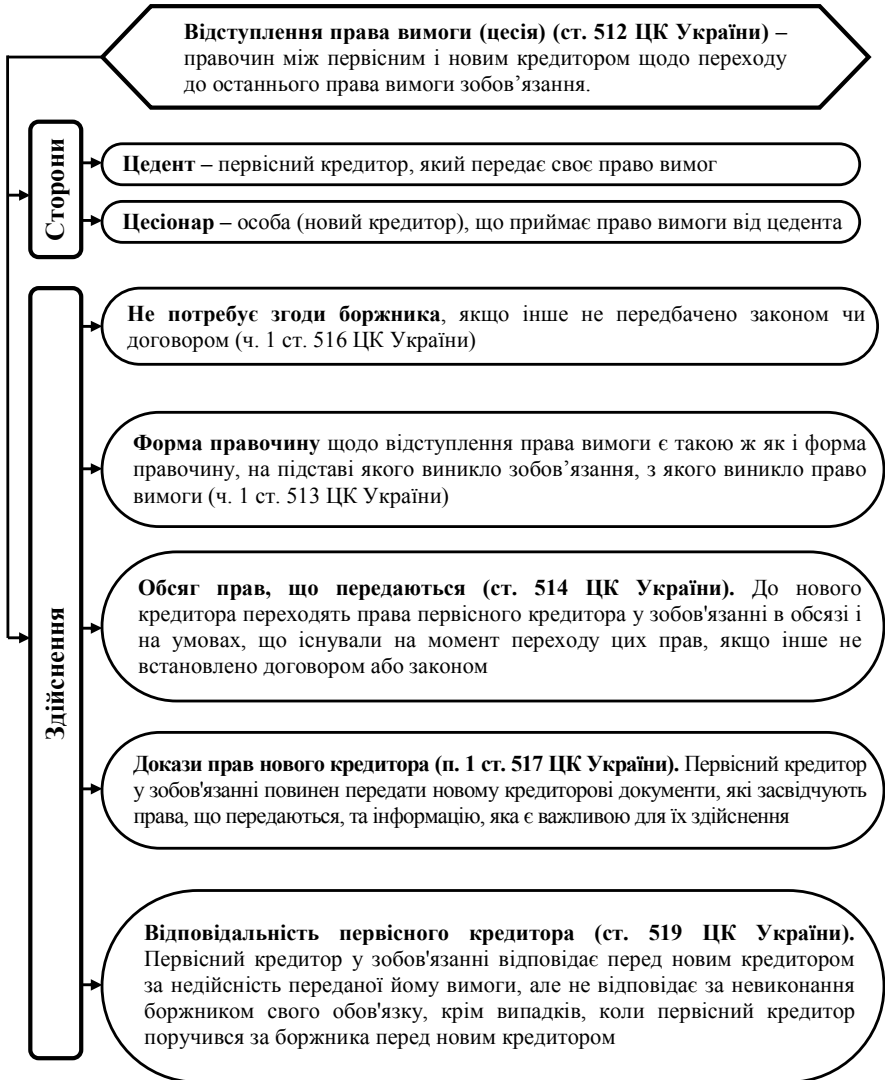 Відступлення права вимоги (цесія) (ст. 512 ЦК України) –
правочин між первісним і новим кредитором щодо переходу
до останнього права вимоги зобов’язання.
Сторони
Цедент – первісний кредитор, який передає своє право вимог
Цесіонар – особа (новий кредитор), що приймає право вимоги від цедента
Здійснення
Не потребує згоди боржника, якщо інше не передбачено законом чи
договором (ч. 1 ст. 516 ЦК України)
Форма правочину щодо відступлення права вимоги є такою ж як і форма
правочину, на підставі якого виникло зобов’язання, з якого виникло право
вимоги (ч. 1 ст. 513 ЦК України)
Обсяг прав, що передаються (ст. 514 ЦК України). До нового
кредитора переходять права первісного кредитора у зобов'язанні в обсязі і
на умовах, що існували на момент переходу цих прав, якщо інше не
встановлено договором або законом
Докази прав нового кредитора (п. 1 ст. 517 ЦК України). Первісний кредитор
у зобов'язанні повинен передати новому кредиторові документи, які засвідчують
права, що передаються, та інформацію, яка є важливою для їх здійснення
Відповідальність первісного кредитора (ст. 519 ЦК України).
Первісний кредитор у зобов'язанні відповідає перед новим кредитором
за недійсність переданої йому вимоги, але не відповідає за невиконання
боржником свого обов'язку, крім випадків, коли первісний кредитор
поручився за боржника перед новим кредитором